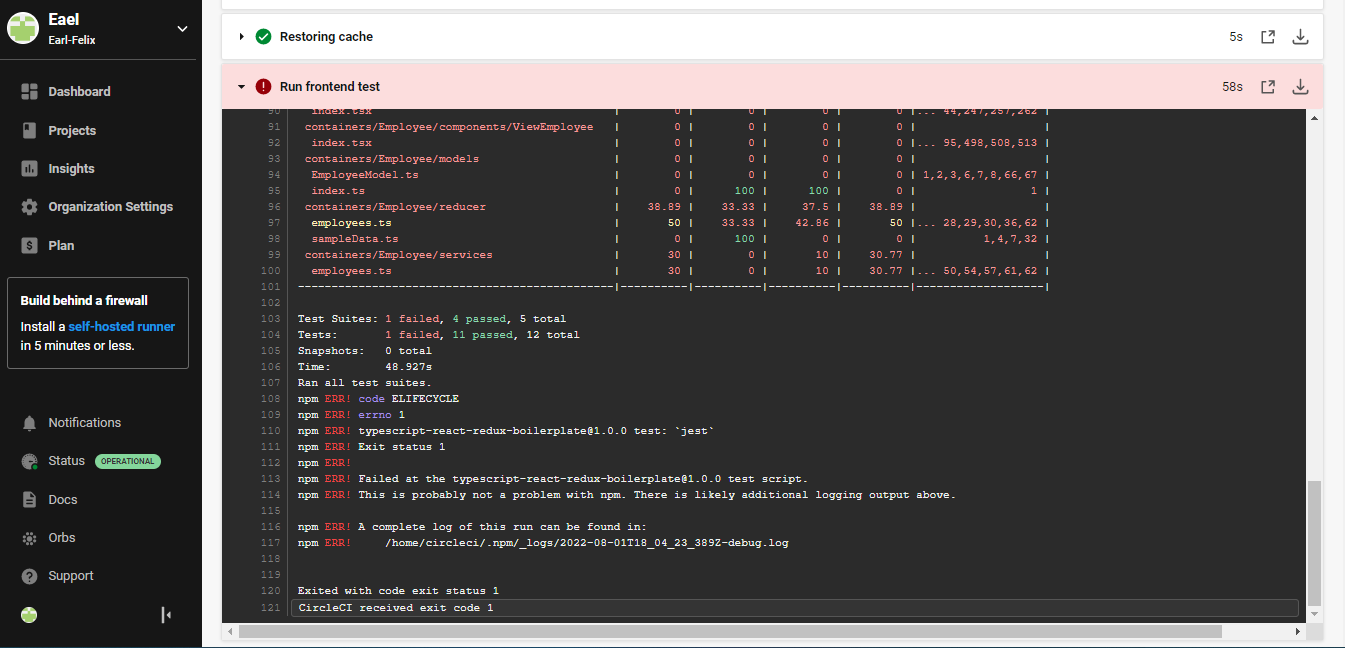 Eael
Earl-Felix
Dashboard
Projects
Insights
Organization Settings
Plan
Build behind a firewall
Install a self-hosted runner
in 5 minutes or less.
Notifications
Status OPERATIONAL
Docs
Orbs
Support
Restoring cache 5s
Run frontend test 58s
90 index.tsx | 0 | 0 | 0 | 0 |... 44,247,257,262 |
91 containers/Employee/components/ViewEmployee | 0 | 0 | 0 | 0 | |
92 index.tsx | 0 | 0 | 0 | 0 |... 95,498,508,513 |
93 containers/Employee/models | 0 | 0 | 0 | 0 | |
94 EmployeeModel.ts | 0 | 0 | 0 | 0 | 1,2,3,6,7,8,66,67 |
95 index.ts | 0 | 100 | 100 | 0 | 1 |
96 containers/Employee/reducer | 38.89 | 33.33 | 37.5 | 38.89 | |
97 employees.ts | 50 | 33.33 | 42.86 | 50 |... 28,29,30,36,62 |
98 sampleData.ts | 0 | 100 | 0 | 0 | 1,4,7,32 |
99 containers/Employee/services | 30 | 0 | 10 | 30.77 | |
100 employees.ts | 30 | 0 | 10 | 30.77 |... 50,54,57,61,62 |
101 -----------------------------------------------|----------|----------|----------|----------|-------------------|
102
103 Test Suites: 1 failed, 4 passed, 5 total
104 Tests: 1 failed, 11 passed, 12 total
105 Snapshots: 0 total
106 Time: 48.927s
107 Ran all test suites.
108 npm ERR! code ELIFECYCLE
109 npm ERR! errno 1
110 npm ERR! typescript-react-redux-boilerplate@1.0.0 test: `jest`
111 npm ERR! Exit status 1
112 npm ERR!
113 npm ERR! Failed at the typescript-react-redux-boilerplate@1.0.0 test script.
114 npm ERR! This is probably not a problem with npm. There is likely additional logging output above.
115
116 npm ERR! A complete log of this run can be found in:
117 npm ERR! /home/circleci/.npm/_logs/2022-08-01T18_04_23_389Z-debug.log
118
119
120 Exited with code exit status 1
121 CircleCI received exit code 1